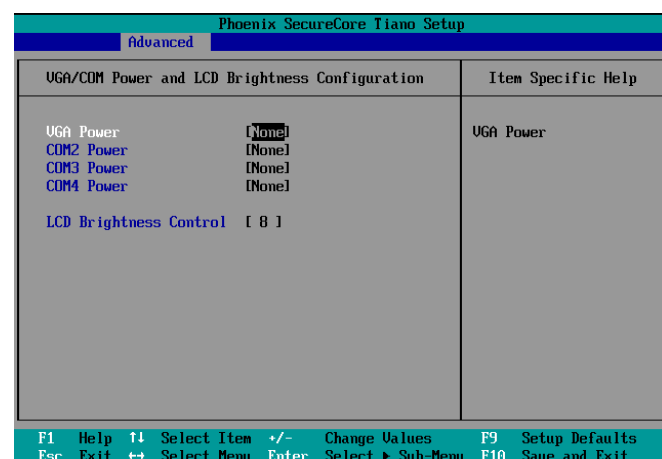 Phoenix SecureCore Tiano Setup
Advanced
VGA/COM Power and LCD Brightness Configuration
Item Specific Help
VGA Power [None]
VGA Power
COM2 Power [None]
COM3 Power [None]
COM4 Power [None]
LCD Brightness Control [ 8 ]
F1 Help ↑↓ Select Item +/- Change Values F9 Setup Defaults
Esc Exit ←→ Select Menu Enter Select ▶ Sub-Menu F10 Save and Exit